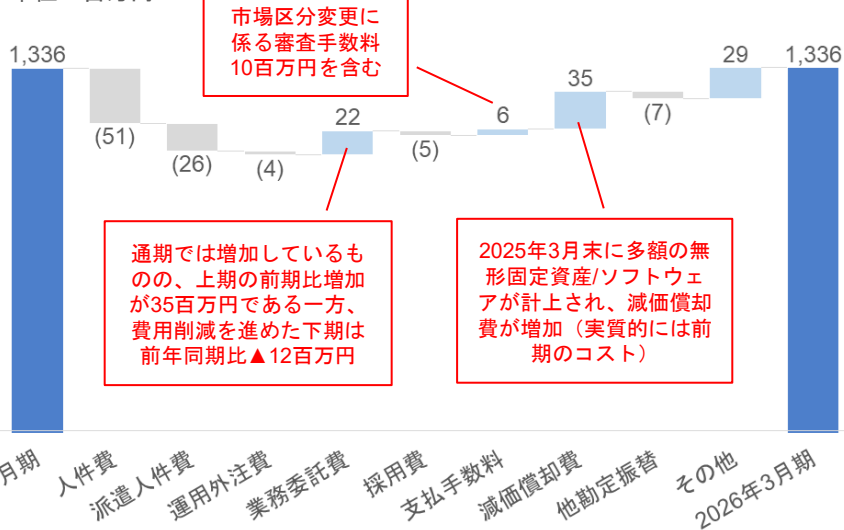 市場区分変更に
係る審査手数料
10百万円を含む
1,336
(51)
(26)
(4)
22
(5)
6
35
(7)
29
1,336
通期では増加しているも
のの、上期の前期比増加
が35百万円である一方、
費用削減を進めた下期は
前年同期比▲12百万円
2025年3月末に多額の無
形固定資産/ソフトウェ
アが計上され、減価償却
費が増加（実質的には前
期のコスト）
月期
人件費
派遣人件費
運用外注費
業務委託費
採用費
支払手数料
減価償却費
他勘定振替
その他
2026年3月期